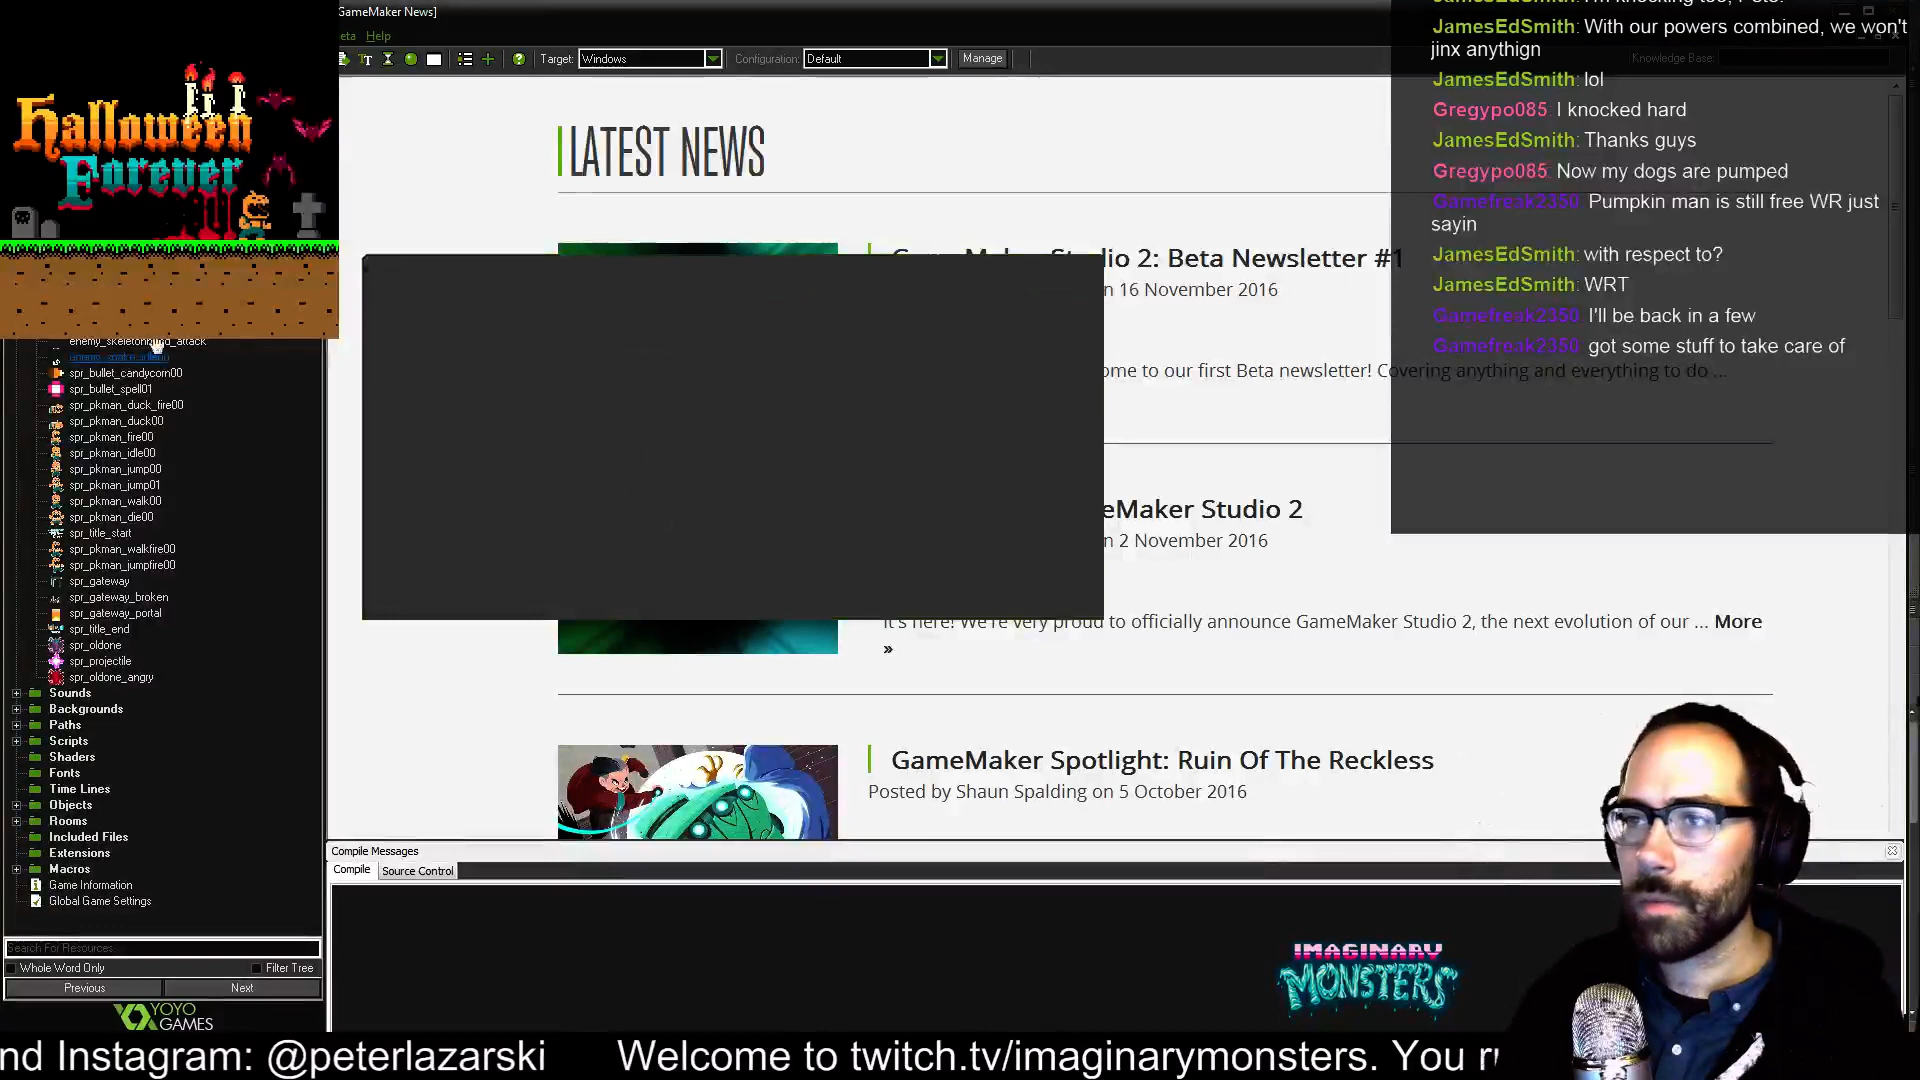 GameMaker News]
eta Help
Target: Windows Configuration: Default Manage Knowledge Base:
Halloween
Forever
LATEST NEWS
dio 2: Beta Newsletter #1
n 16 November 2016
ome to our first Beta newsletter! Covering anything and everything to do ...
eMaker Studio 2
n 2 November 2016
It's here! We're very proud to officially announce GameMaker Studio 2, the next evolution of our ... More
»
GameMaker Spotlight: Ruin Of The Reckless
Posted by Shaun Spalding on 5 October 2016
JamesEdSmith: With our powers combined, we won't
jinx anythign
JamesEdSmith: lol
Gregypo085: I knocked hard
JamesEdSmith: Thanks guys
Gregypo085: Now my dogs are pumped
Gamefreak2350: Pumpkin man is still free WR just
sayin
JamesEdSmith: with respect to?
JamesEdSmith: WRT
Gamefreak2350: I'll be back in a few
Gamefreak2350: got some stuff to take care of
spr_bullet_candycorn00
spr_bullet_spell01
spr_pkman_duck_fire00
spr_pkman_duck00
spr_pkman_fire00
spr_pkman_idle00
spr_pkman_jump00
spr_pkman_jump01
spr_pkman_walk00
spr_pkman_die00
spr_title_start
spr_pkman_walkfire00
spr_pkman_jumpfire00
spr_gateway
spr_gateway_broken
spr_gateway_portal
spr_title_end
spr_oldone
spr_projectile
spr_oldone_angry
Sounds
Backgrounds
Paths
Scripts
Shaders
Fonts
Time Lines
Objects
Rooms
Included Files
Extensions
Macros
Game Information
Global Game Settings
Search For Resources
Whole Word Only Filter Tree
Previous Next
YOYO
GAMES
Compile Messages
Compile Source Control
IMAGINARY
MONSTERS
nd Instagram: @peterlazarski Welcome to twitch.tv/imaginarymonsters. You